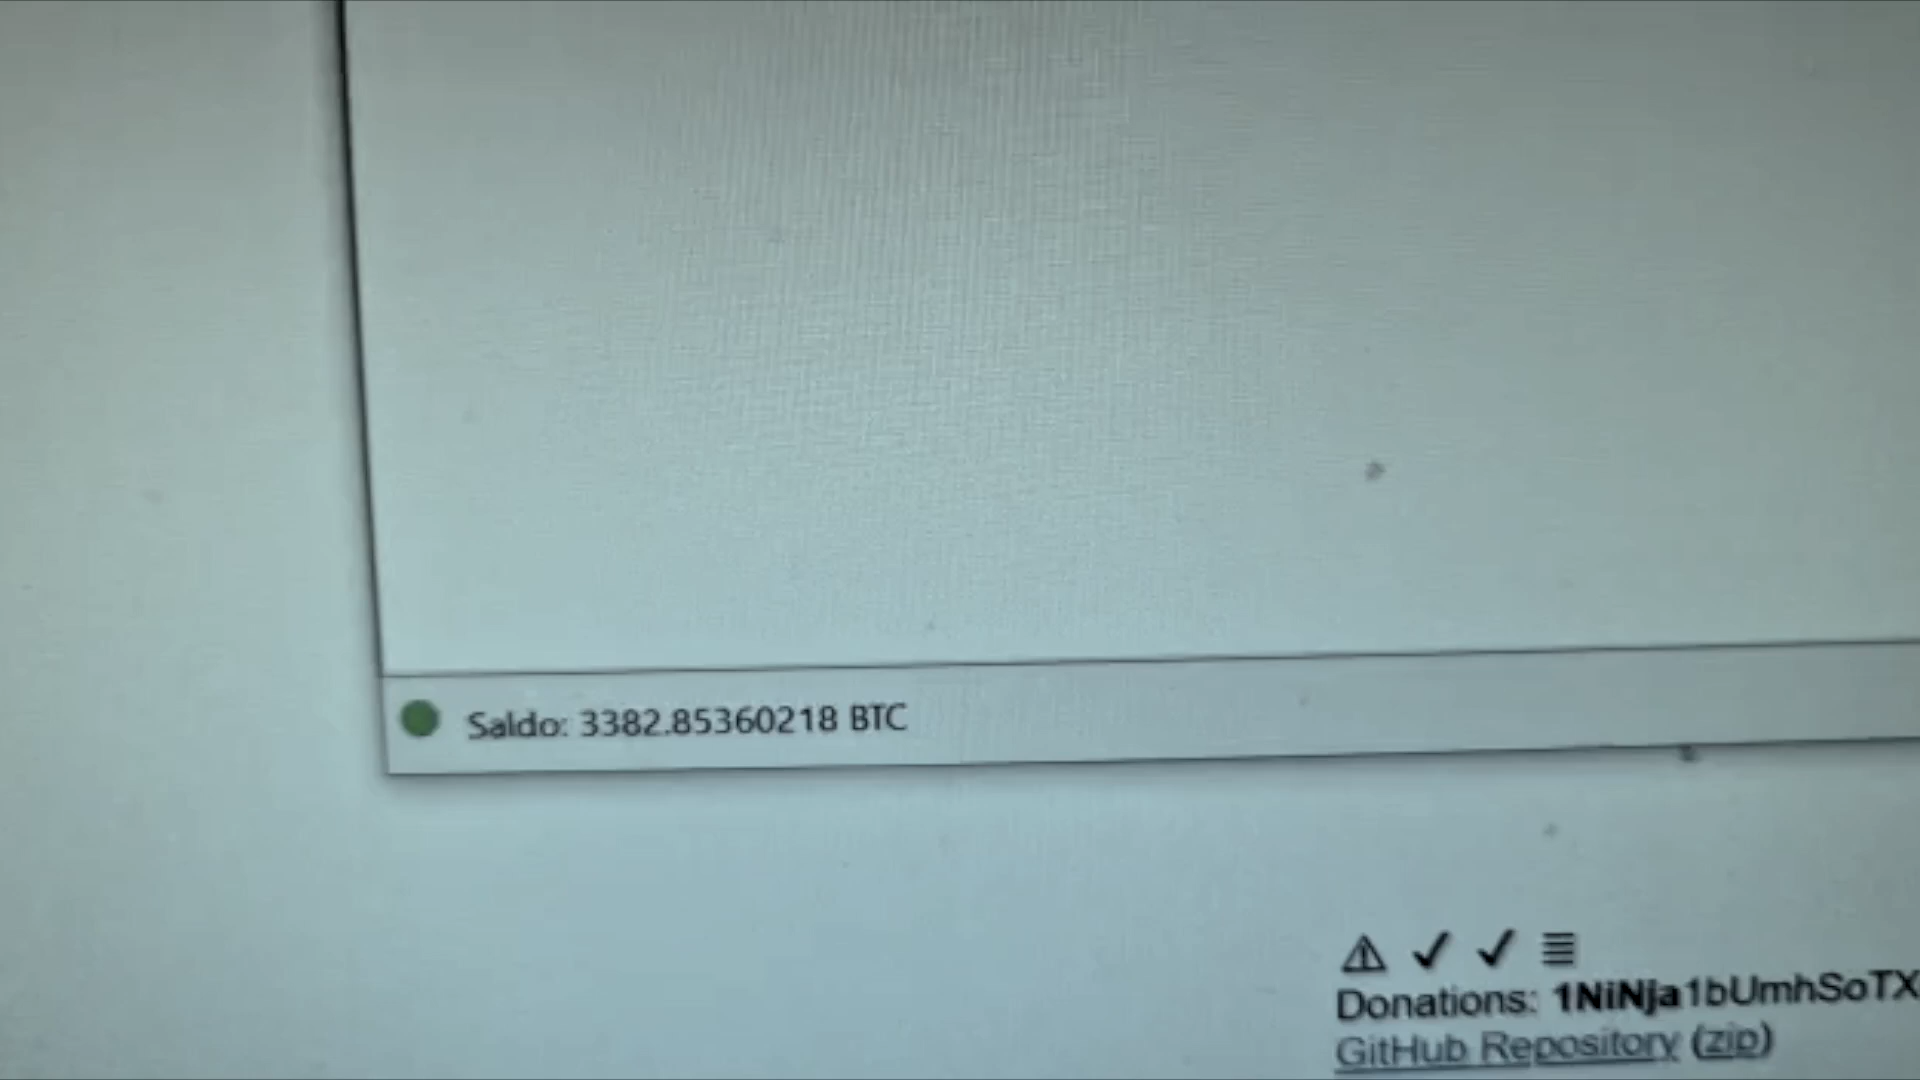 Saldo: 3382.85360218 BTC
Donations: 1NiNja1bUmhSoTX
GitHub Repository (zip)